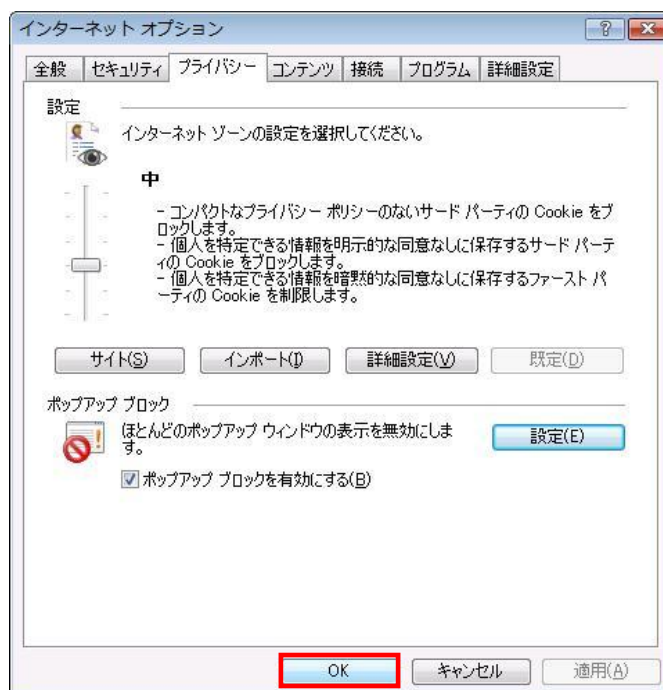 インターネット オプション
全般 セキュリティ プライバシー コンテンツ 接続 プログラム 詳細設定
設定
インターネット ゾーンの設定を選択してください。
中
- コンパクトなプライバシー ポリシーのないサード パーティの Cookie をブ
ロックします。
- 個人を特定できる情報を明示的な同意なしに保存するサード パーテ
ィの Cookie をブロックします。
- 個人を特定できる情報を暗黙的な同意なしに保存するファースト パ
ーティの Cookie を制限します。
サイト(S) インポート(I) 詳細設定(V) 既定(D)
ポップアップ ブロック
ほとんどのポップアップ ウィンドウの表示を無効にしま
す。
設定(E)
ポップアップ ブロックを有効にする(B)
OK キャンセル 適用(A)